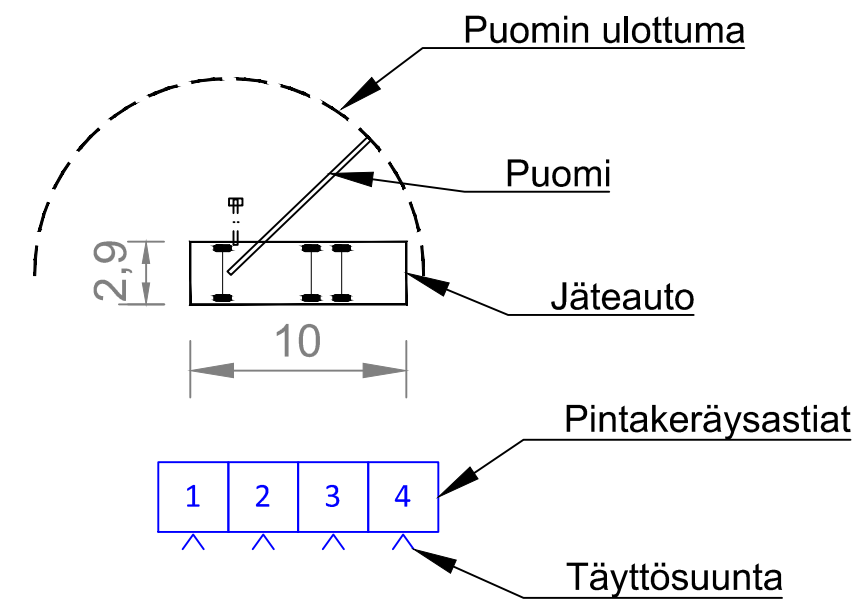 Puomin ulottuma
Puomi
2,9
Jäteauto
10
Pintakeräysastiat
1 2 3 4
Täyttösuunta